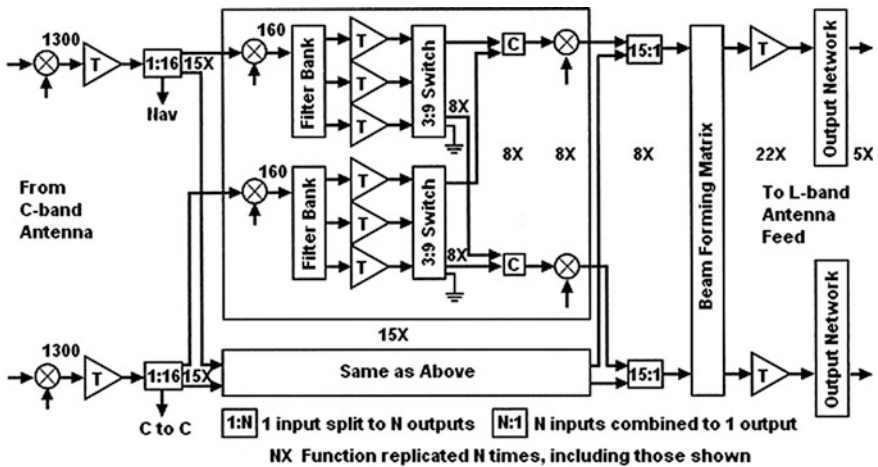 1300
T
1:16
15X
Nav
160
Filter Bank
T
T
T
3:9 Switch
8X
C
8X
8X
15:1
8X
Beam Forming Matrix
T
22X
Output Network
5X
From
C-band
Antenna
160
Filter Bank
T
T
T
3:9 Switch
8X
C
To L-band
Antenna
Feed
15X
1300
T
1:16
15X
C to C
Same as Above
15:1
T
Output Network
1:N 1 input split to N outputs
N:1 N inputs combined to 1 output
NX Function replicated N times, including those shown